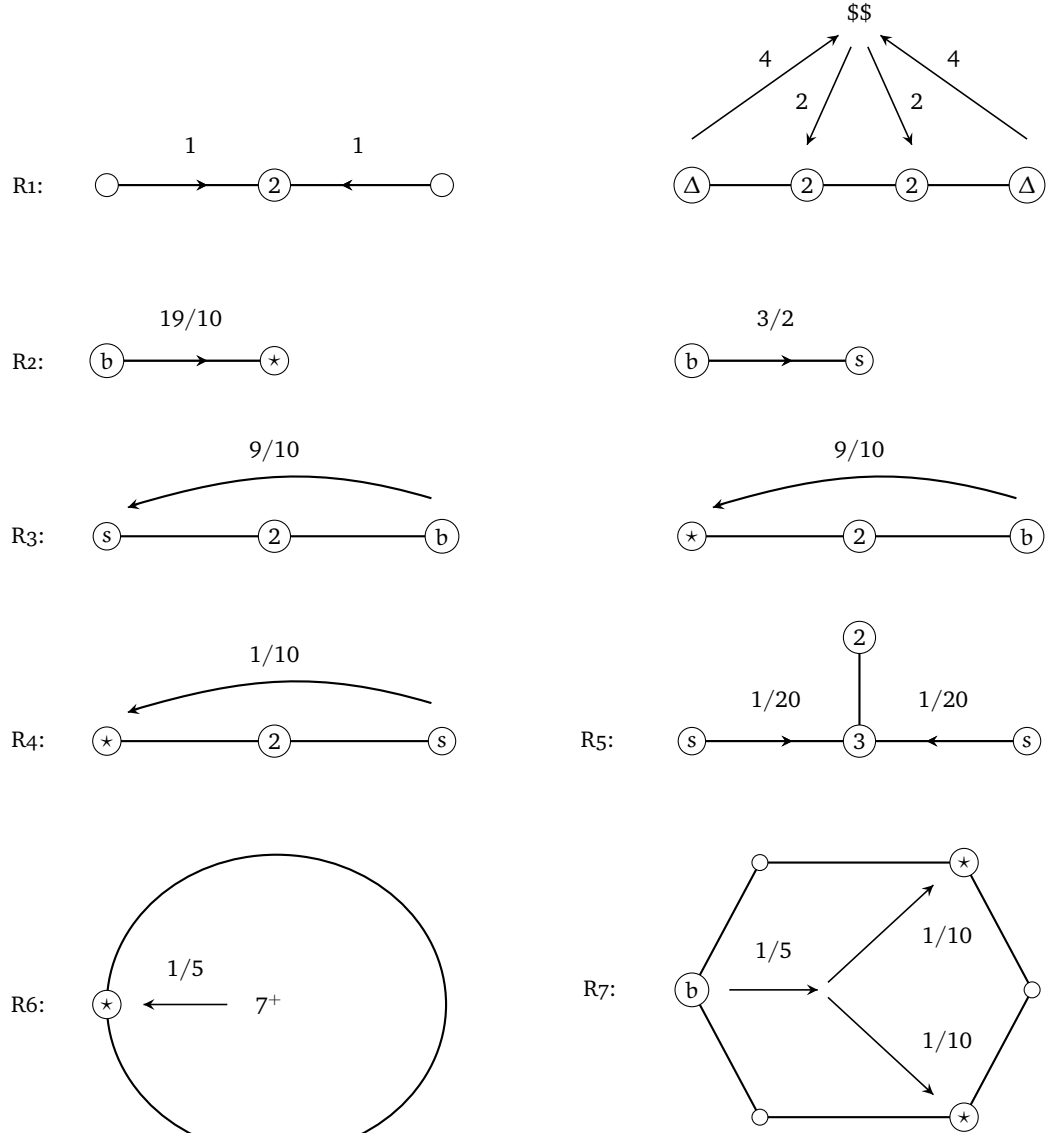 $$
4 4
1 1 2 2
R1: 2 Δ 2 2 Δ
19/10 3/2
R2: b ⋆ b s
9/10 9/10
R3: s 2 b ⋆ 2 b
2
1/10 1/20 1/20
R4: ⋆ 2 s R5: s 3 s
⋆
1/10
1/5 1/5
R6: ⋆ 7⁺ R7: b
1/10
⋆